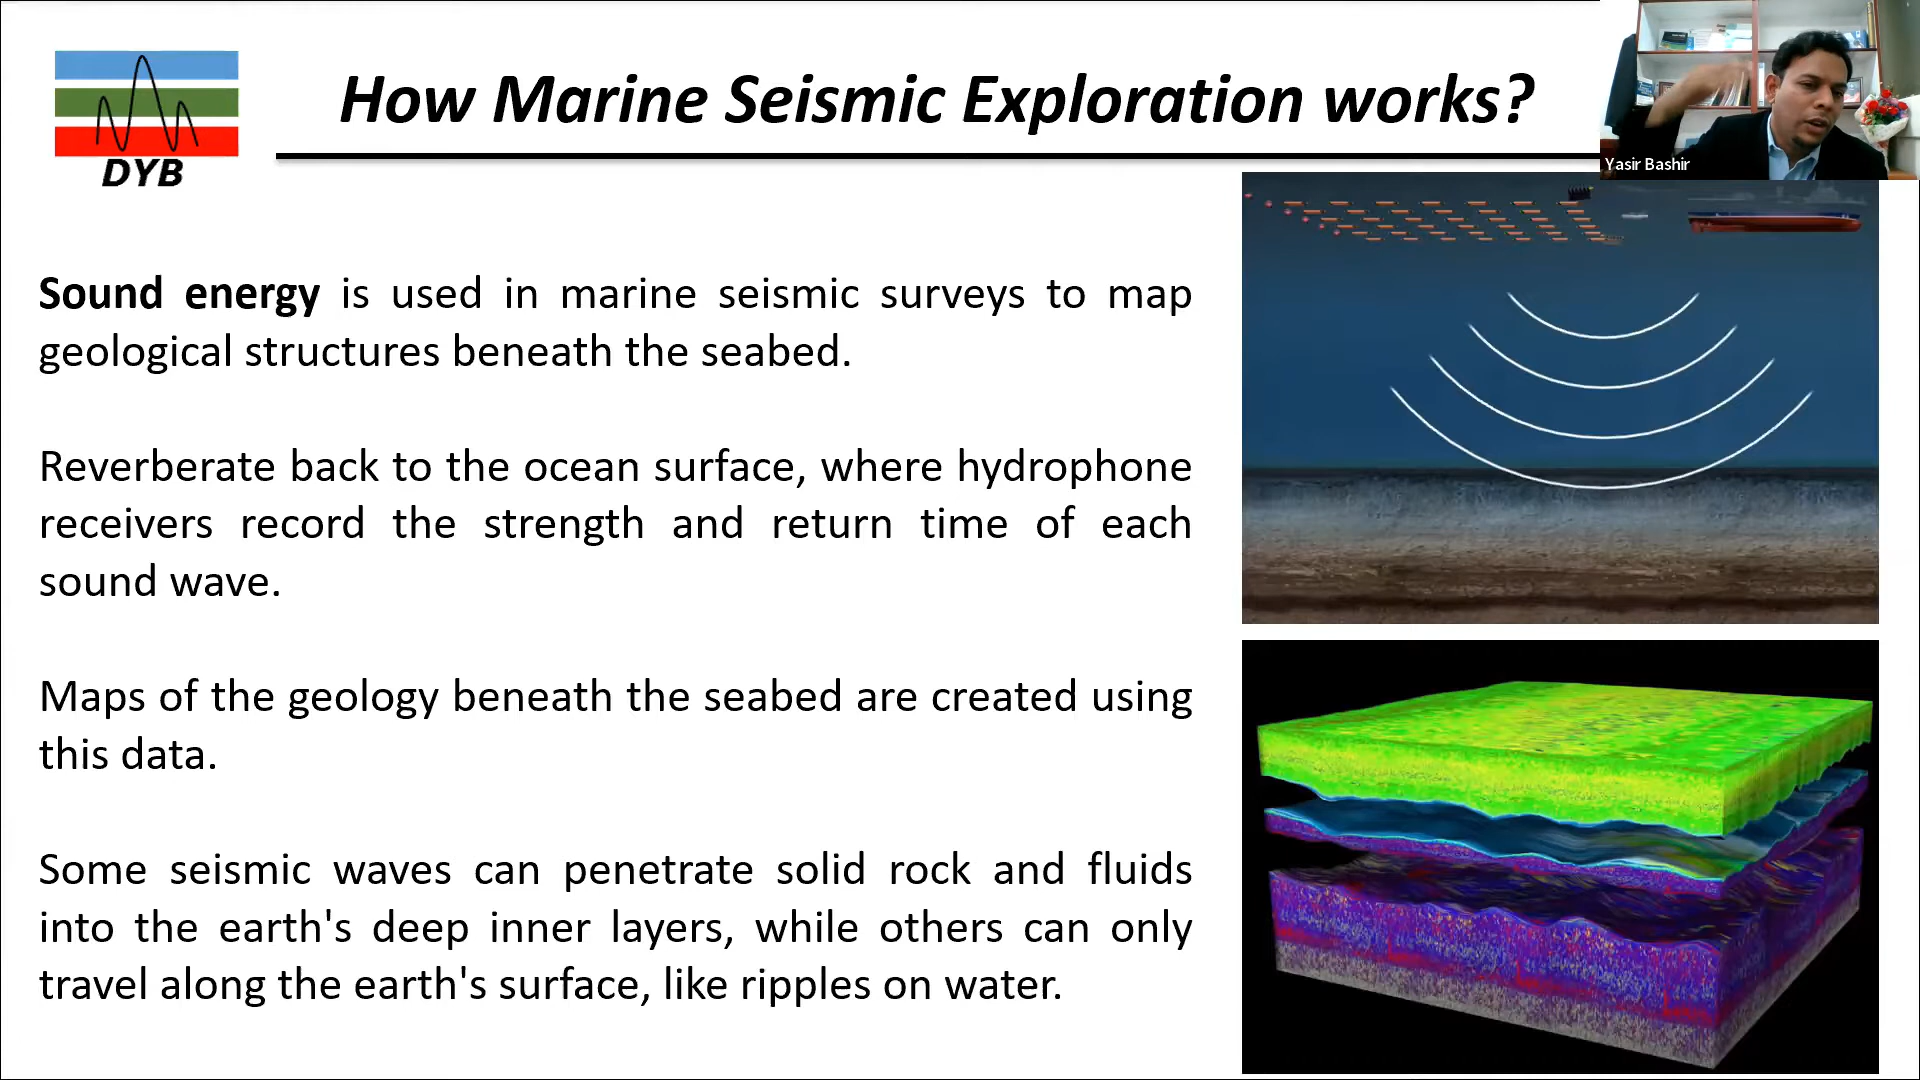 How Marine Seismic Exploration works?
DYB
Yasir Bashir
Sound energy is used in marine seismic surveys to map
geological structures beneath the seabed.
Reverberate back to the ocean surface, where hydrophone
receivers record the strength and return time of each
sound wave.
Maps of the geology beneath the seabed are created using
this data.
Some seismic waves can penetrate solid rock and fluids
into the earth's deep inner layers, while others can only
travel along the earth's surface, like ripples on water.